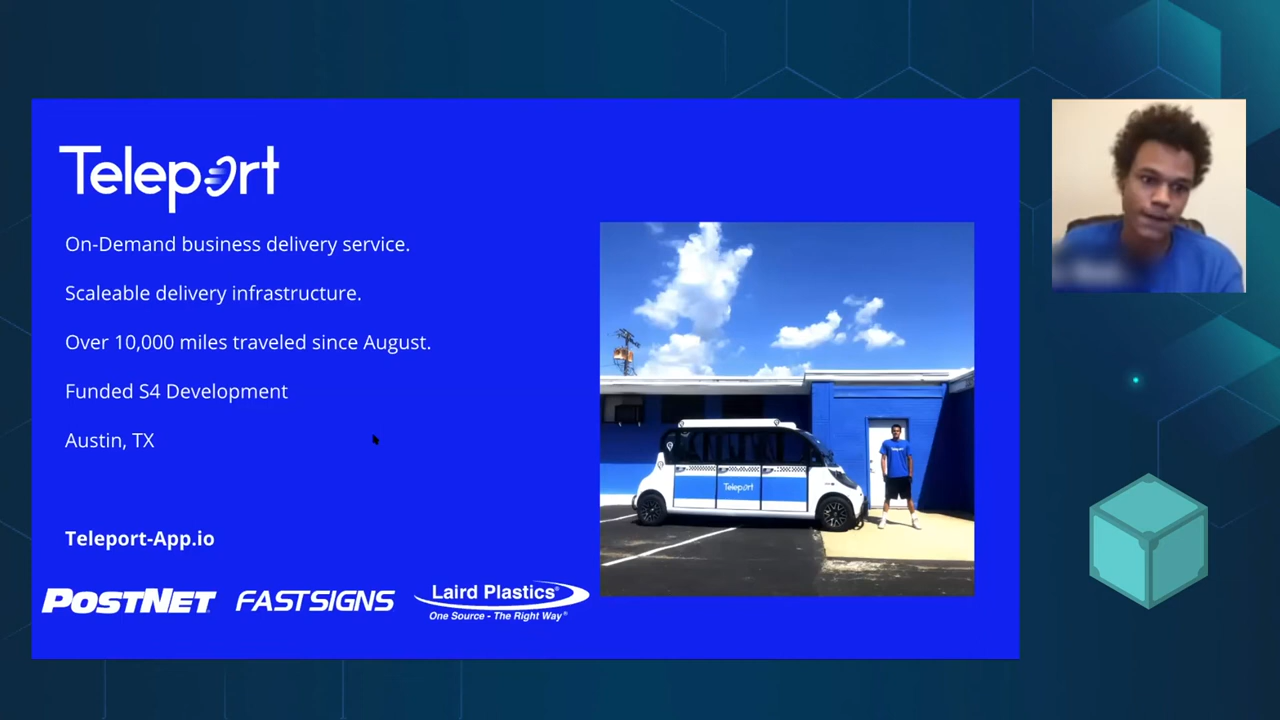 Teleport
On-Demand business delivery service.
Scaleable delivery infrastructure.
Over 10,000 miles traveled since August.
Funded S4 Development
Austin, TX
Teleport
Teleport-App.io
POSTNET
FASTSIGNS
Laird Plastics®
One Source - The Right Way®